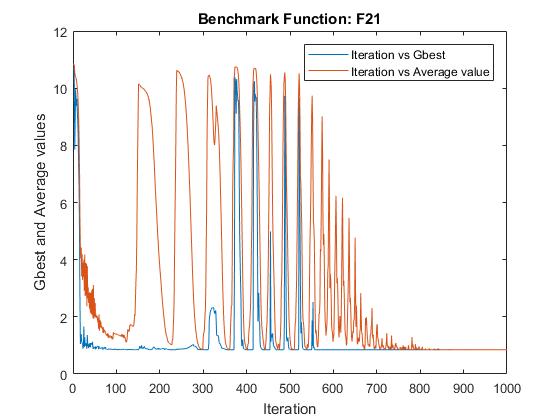 Benchmark Function: F21
Iteration vs Gbest
Iteration vs Average value
Gbest and Average values
12
10
8
6
4
2
0
0 100 200 300 400 500 600 700 800 900 1000
Iteration